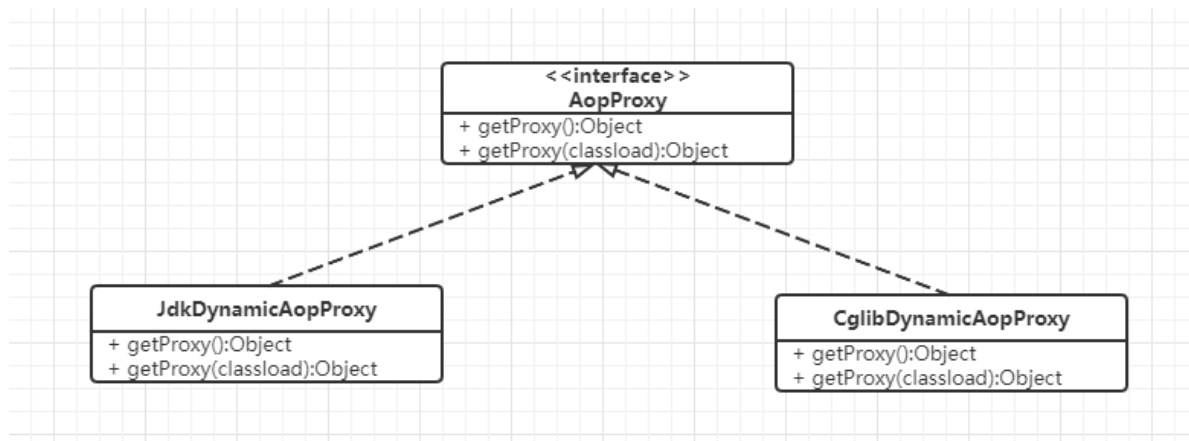 <<interface>>
AopProxy
+ getProxy():Object
+ getProxy(classload):Object
JdkDynamicAopProxy
+ getProxy():Object
+ getProxy(classload):Object
CglibDynamicAopProxy
+ getProxy():Object
+ getProxy(classload):Object